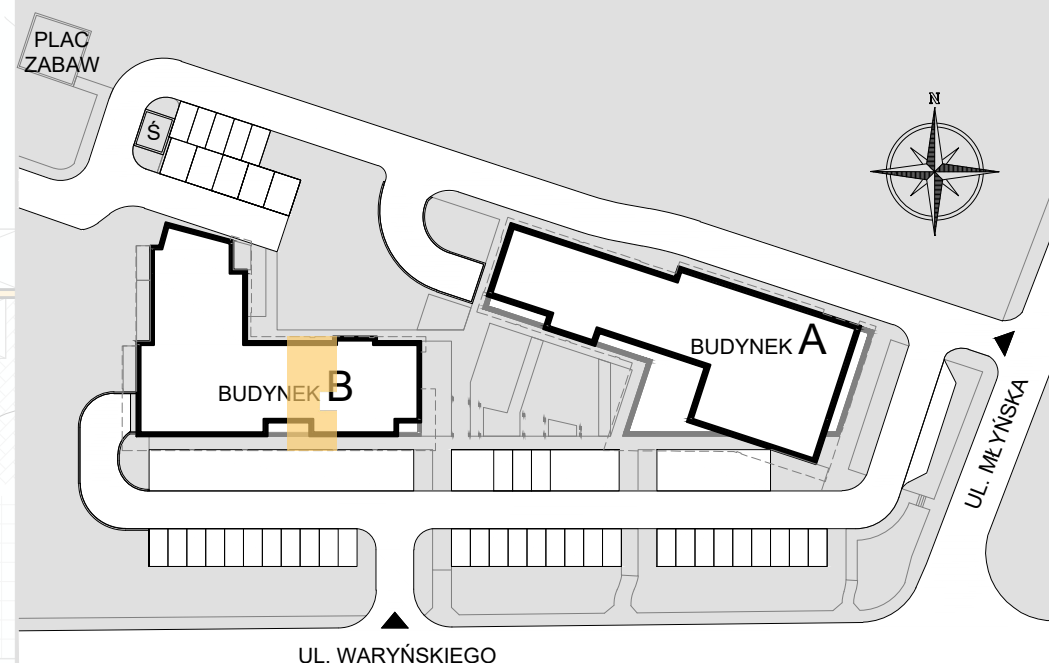 PLAC
ZABAW
Ś
N
BUDYNEK A
BUDYNEK B
UL. MŁYŃSKA
UL. WARYŃSKIEGO